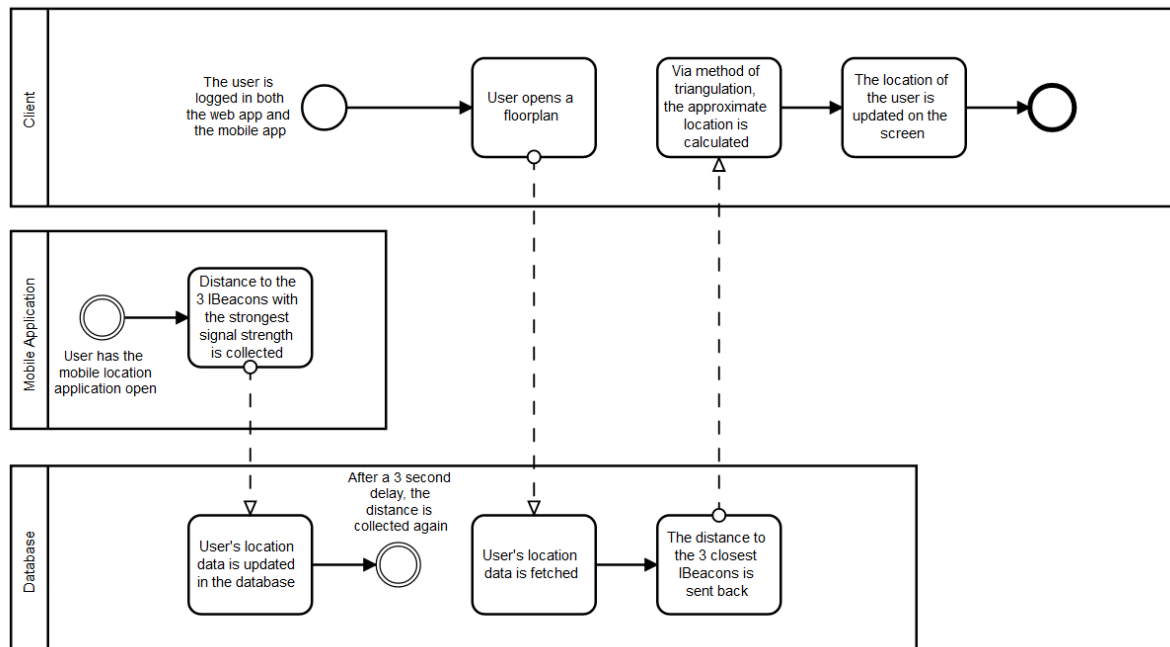 Client
The user is
logged in both
the web app and
the mobile app
User opens a
floorplan
Via method of
triangulation,
the approximate
location is
calculated
The location of
the user is
updated on the
screen
Mobile Application
User has the
mobile location
application open
Distance to the
3 IBeacons with
the strongest
signal strength
is collected
Database
User's location
data is updated
in the database
After a 3 second
delay, the
distance is
collected again
User's location
data is fetched
The distance to
the 3 closest
IBeacons is
sent back